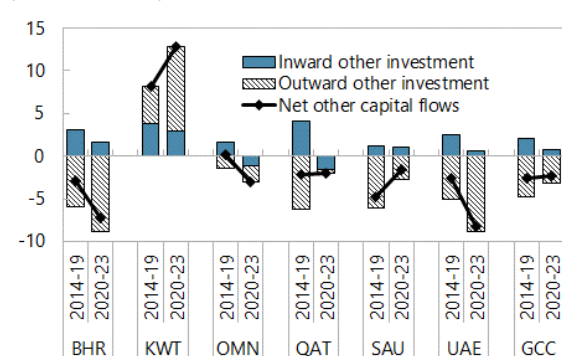 15
10
5
0
-5
-10
Inward other investment
Outward other investment
Net other capital flows
2014-19 2020-23 2014-19 2020-23 2014-19 2020-23 2014-19 2020-23 2014-19 2020-23 2014-19 2020-23 2014-19 2020-23
BHR KWT OMN QAT SAU UAE GCC